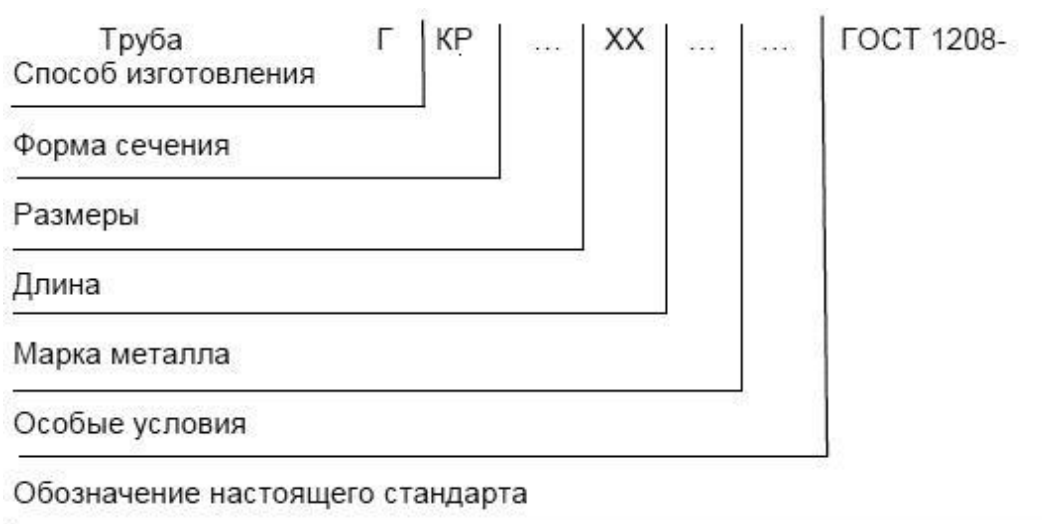 Труба Г КР ... ХХ ... ... ГОСТ 1208-
Способ изготовления
Форма сечения
Размеры
Длина
Марка металла
Особые условия
Обозначение настоящего стандарта